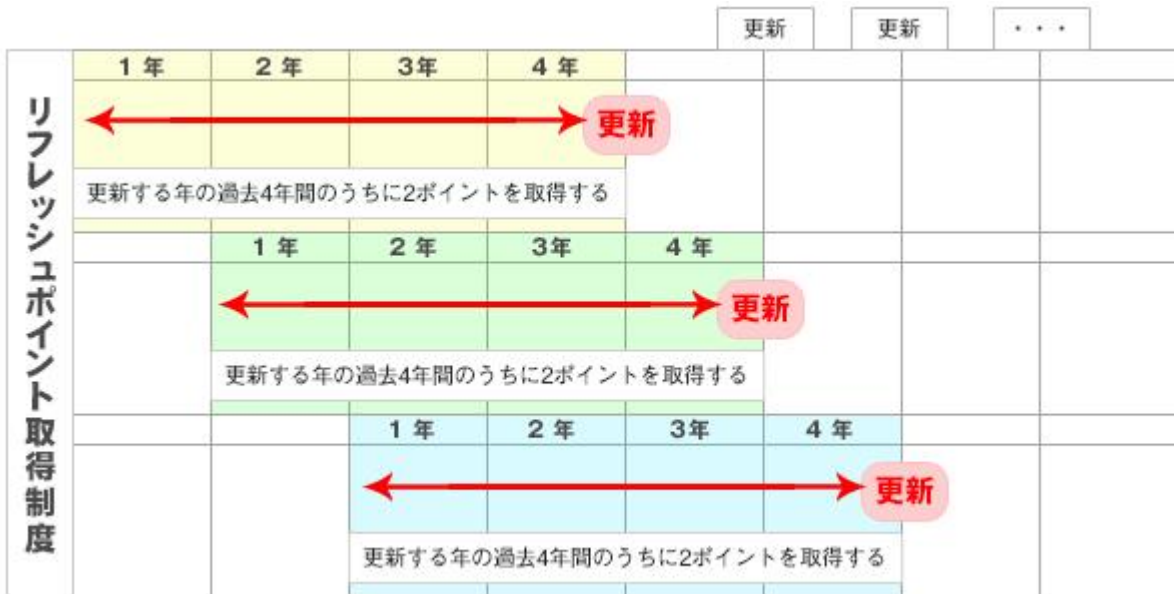 更新 更新 ・・・
リフレッシュポイント取得制度
1 年 2 年 3年 4 年
更新
更新する年の過去4年間のうちに2ポイントを取得する
1 年 2 年 3年 4 年
更新
更新する年の過去4年間のうちに2ポイントを取得する
1 年 2 年 3年 4 年
更新
更新する年の過去4年間のうちに2ポイントを取得する